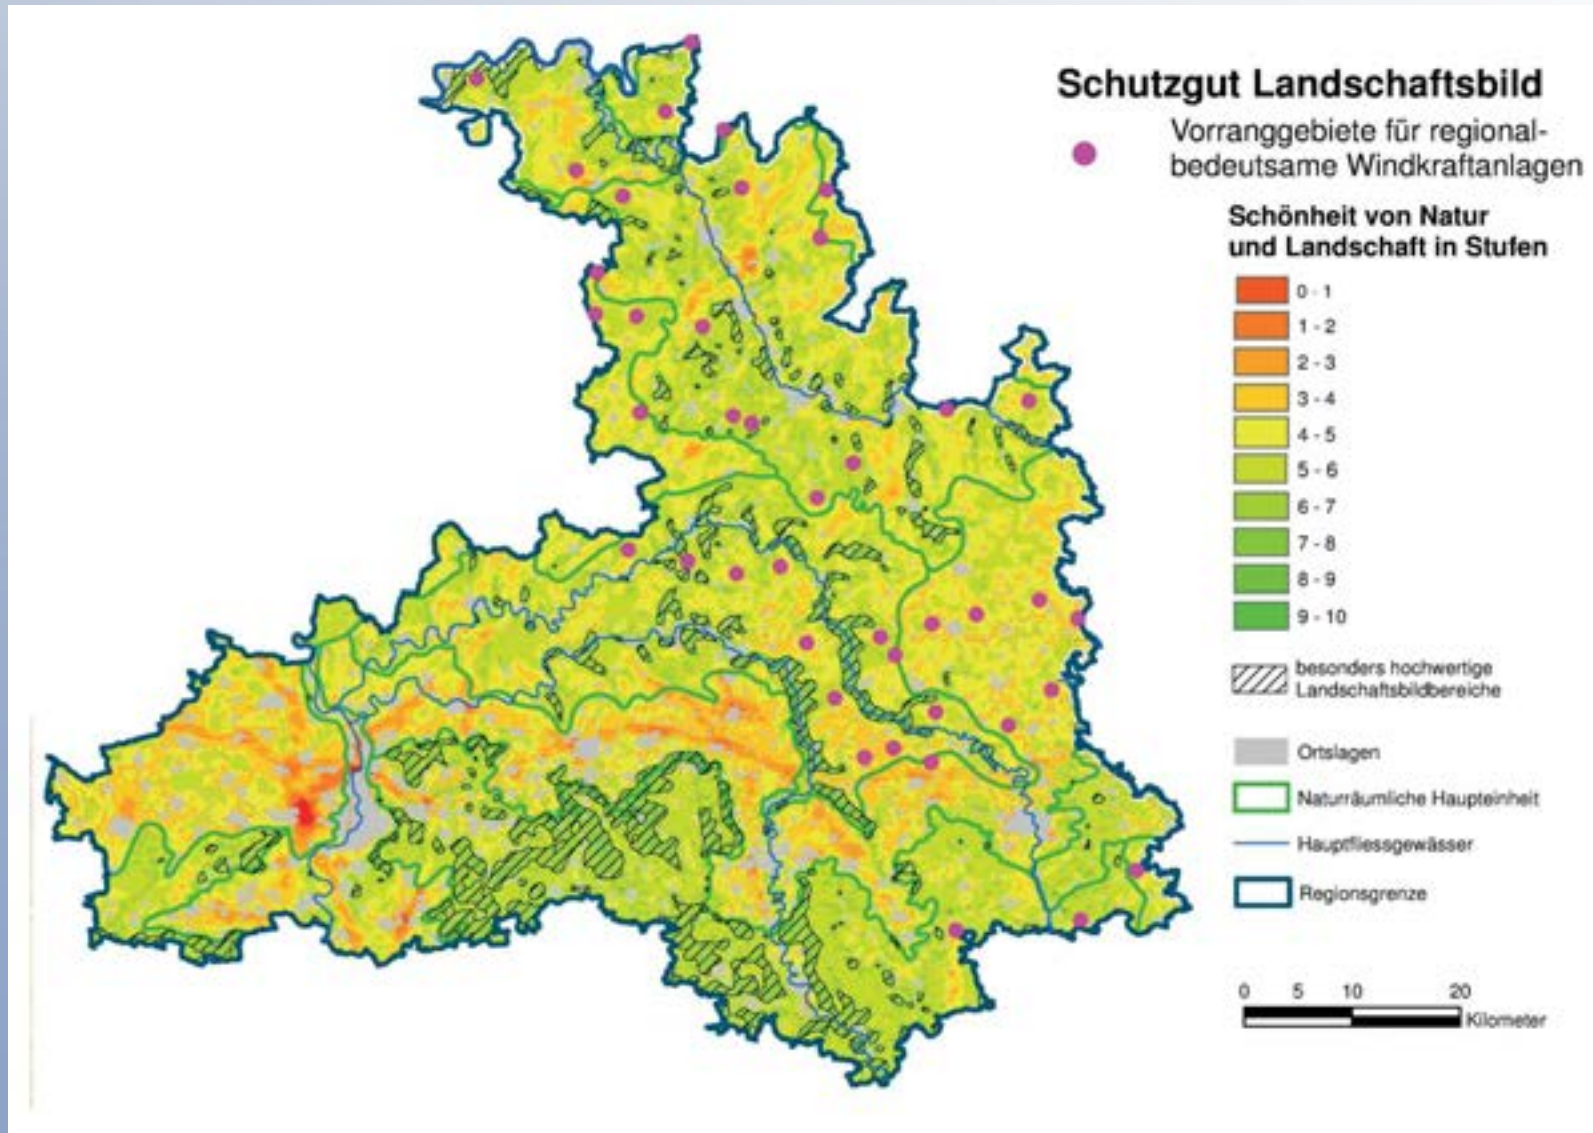 Schutzgut Landschaftsbild
Vorranggebiete für regional-
bedeutsame Windkraftanlagen
Schönheit von Natur
und Landschaft in Stufen
0 - 1
1 - 2
2 - 3
3 - 4
4 - 5
5 - 6
6 - 7
7 - 8
8 - 9
9 - 10
besonders hochwertige
Landschaftsbildbereiche
Ortslagen
Naturräumliche Haupteinheit
Hauptfliessgewässer
Regionsgrenze
0 5 10 20
Kilometer